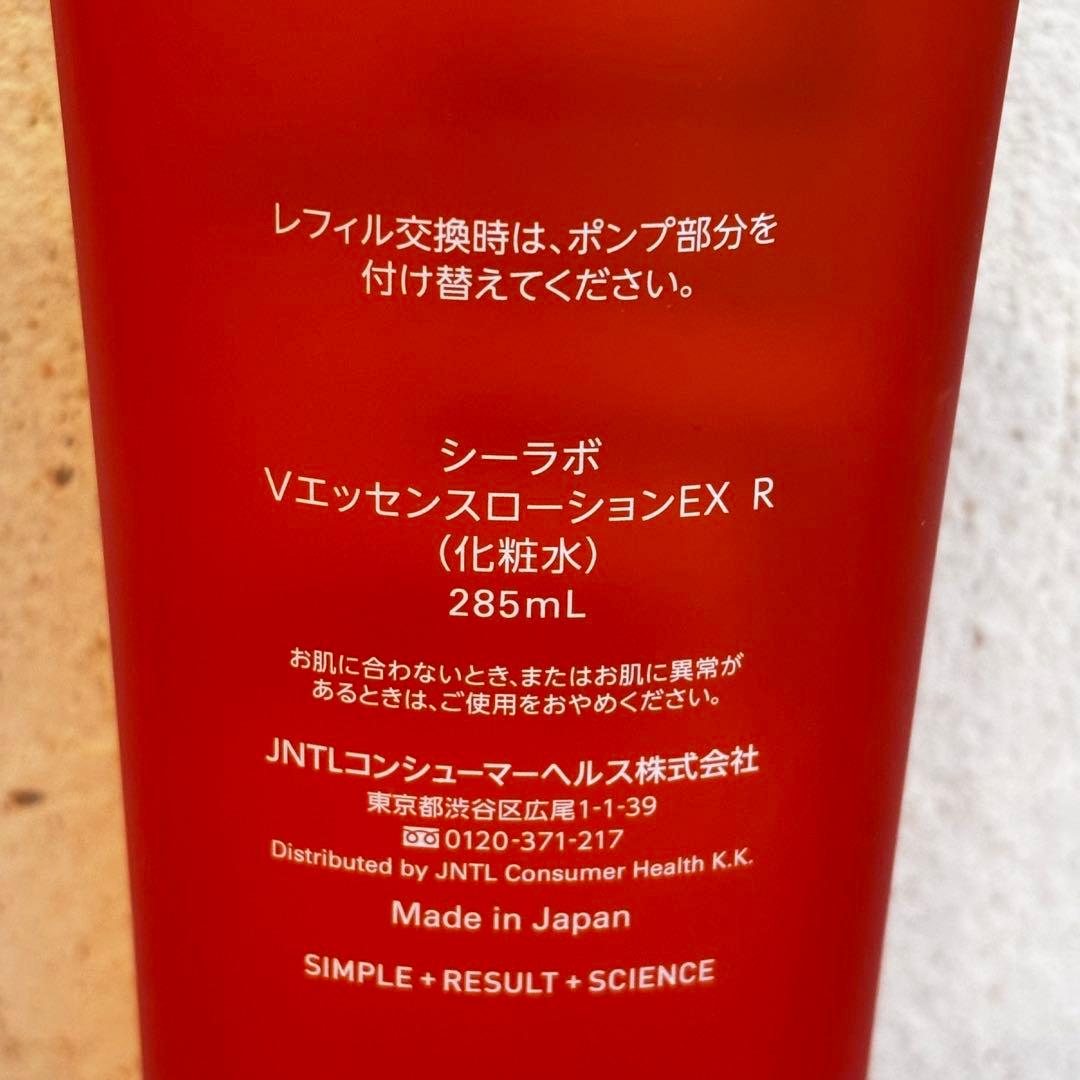 レフィル交換時は、ポンプ部分を
付け替えてください。
シーラボ
VエッセンスローションEX R
(化粧水)
285mL
お肌に合わないとき、またはお肌に異常が
あるときは、ご使用をおやめください。
JNTLコンシューマーヘルス株式会社
東京都渋谷区広尾1-1-39
0120-371-217
Distributed by JNTL Consumer Health K.K.
Made in Japan
SIMPLE + RESULT + SCIENCE